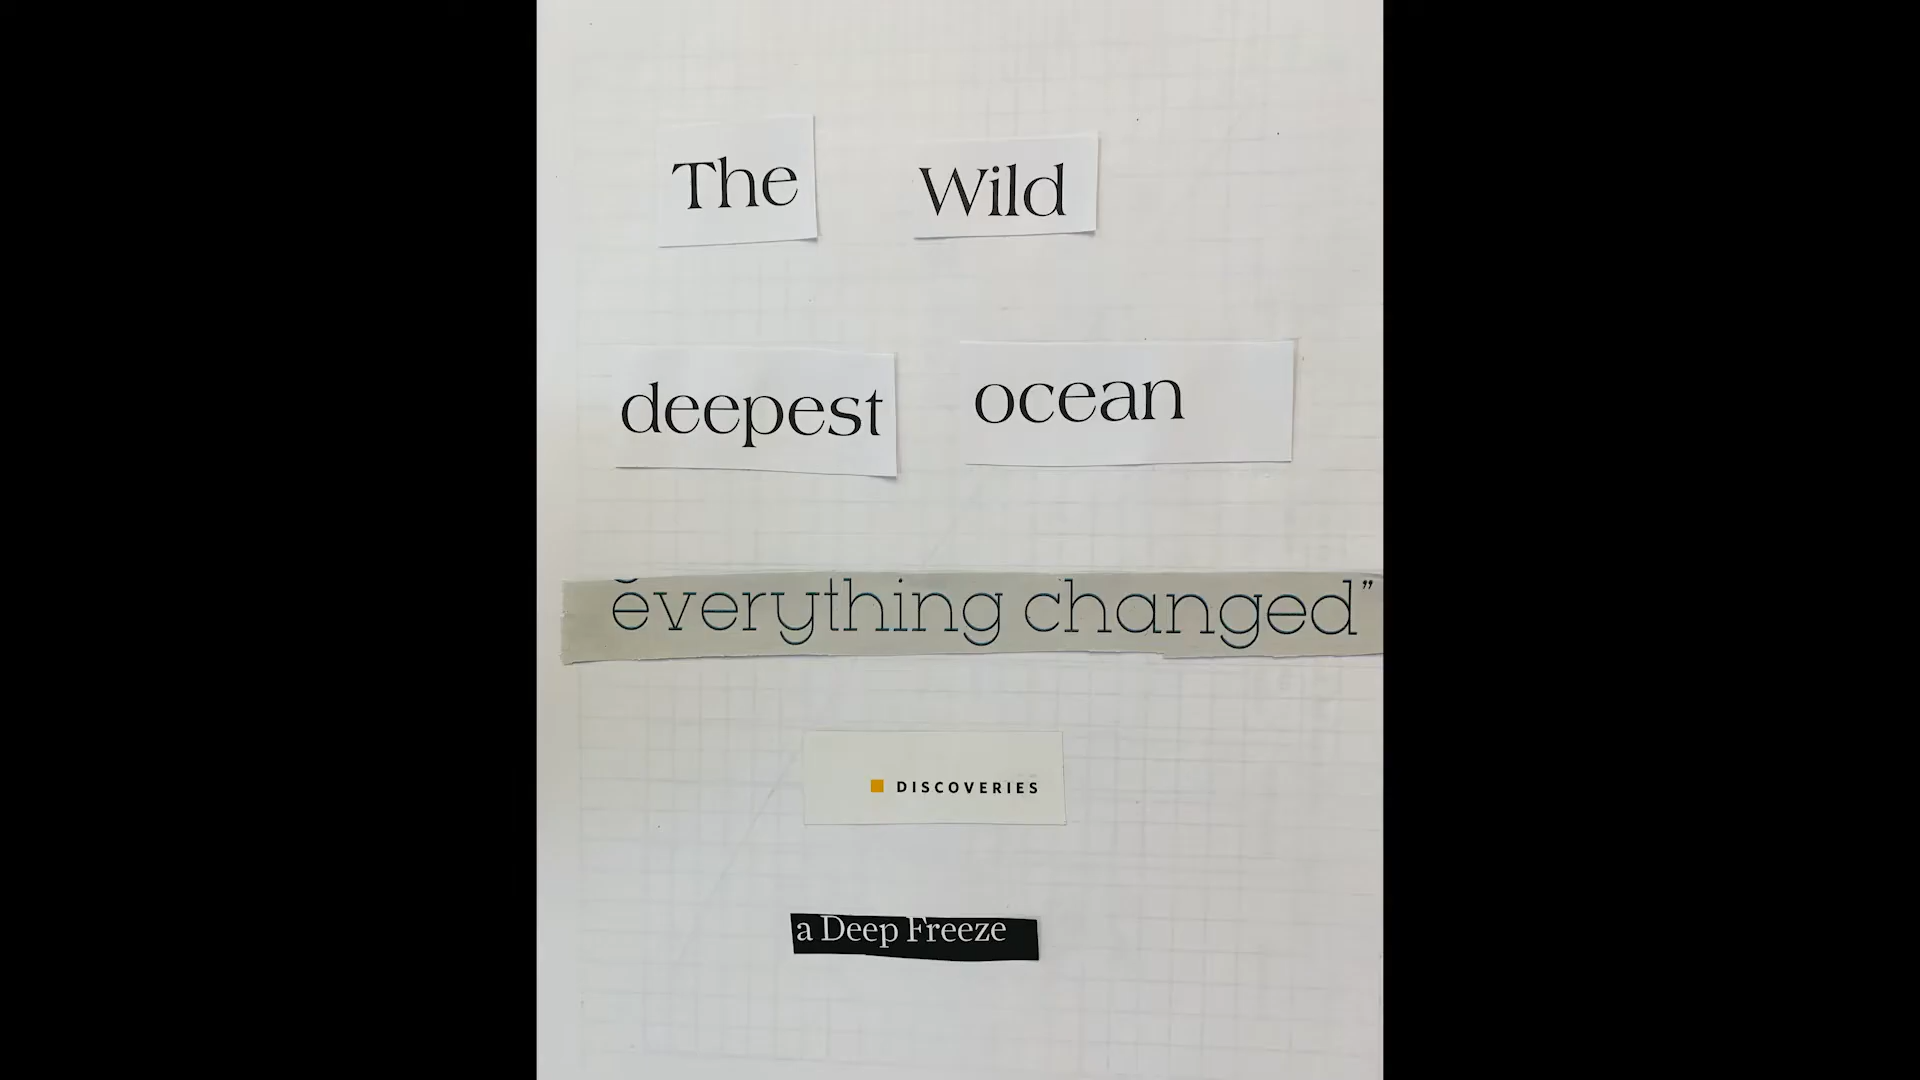 The Wild
deepest ocean
everything changed”
DISCOVERIES
a Deep Freeze